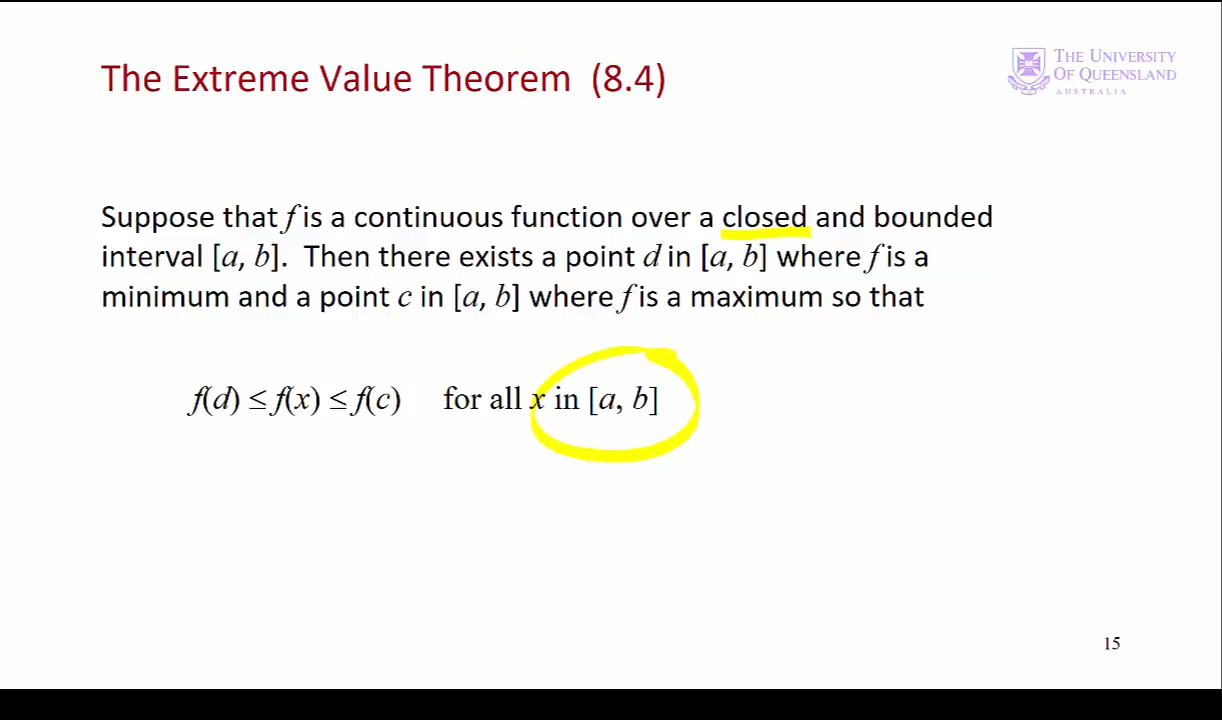 The Extreme Value Theorem (8.4)
THE UNIVERSITY
OF QUEENSLAND
AUSTRALIA
Suppose that f is a continuous function over a closed and bounded
interval [a, b]. Then there exists a point d in [a, b] where f is a
minimum and a point c in [a, b] where f is a maximum so that
f(d) ≤ f(x) ≤ f(c) for all x in [a, b]
15